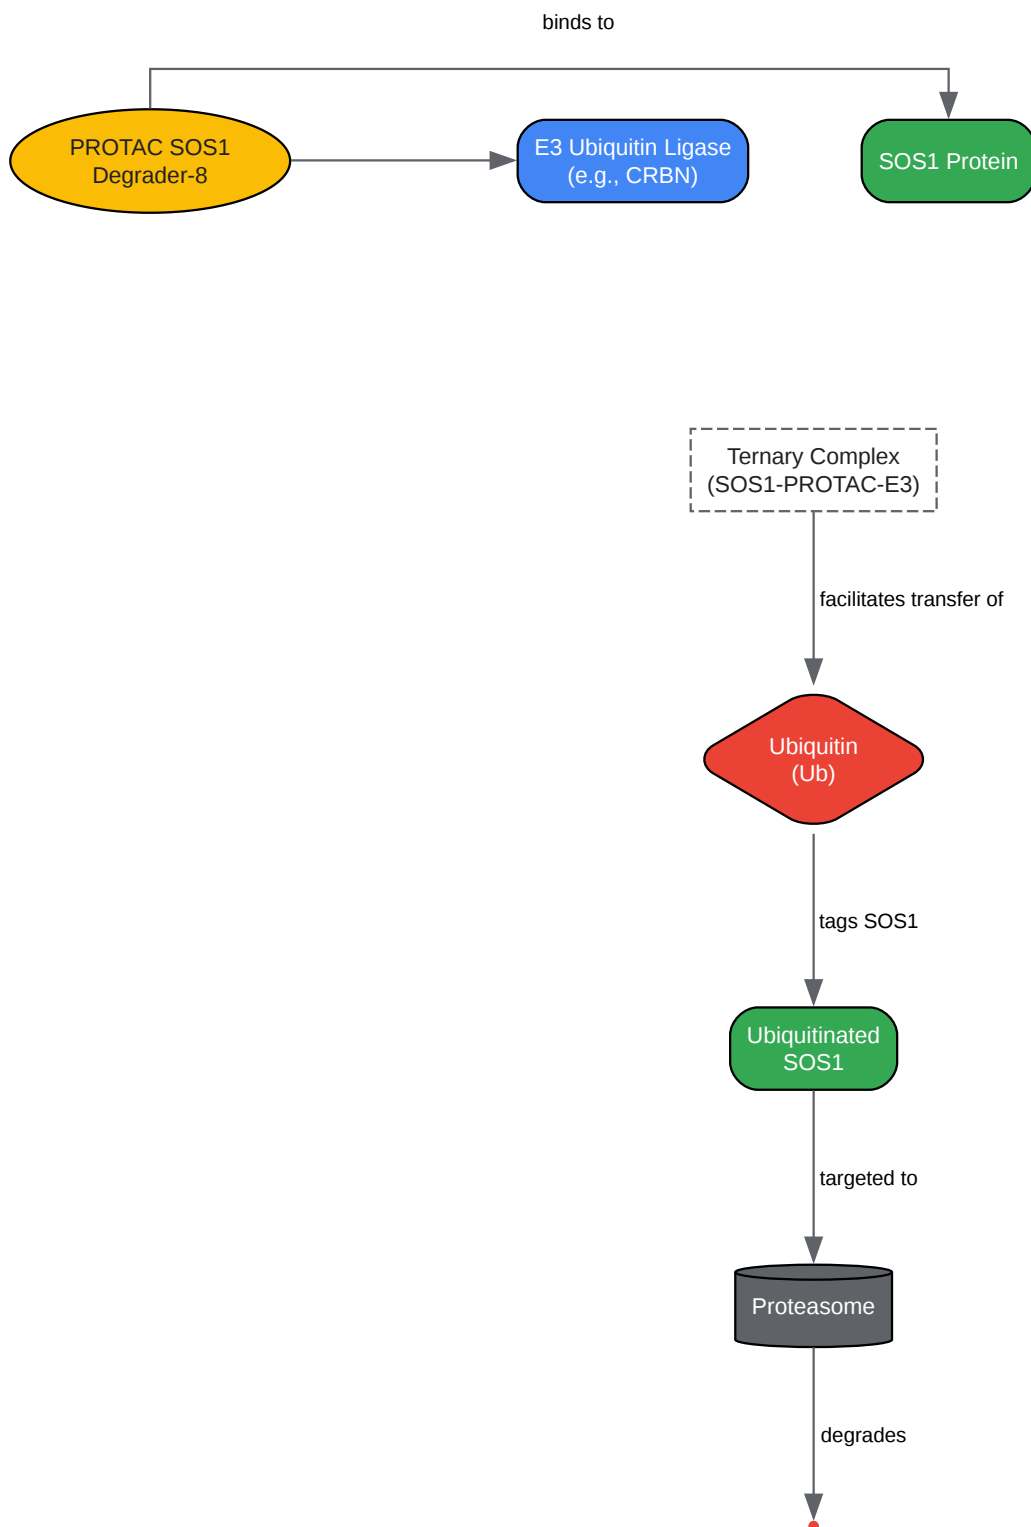 binds to
PROTAC SOS1
Degrader-8
E3 Ubiquitin Ligase
(e.g., CRBN)
SOS1 Protein
Ternary Complex
(SOS1-PROTAC-E3)
facilitates transfer of
Ubiquitin
(Ub)
tags SOS1
Ubiquitinated
SOS1
targeted to
Proteasome
degrades